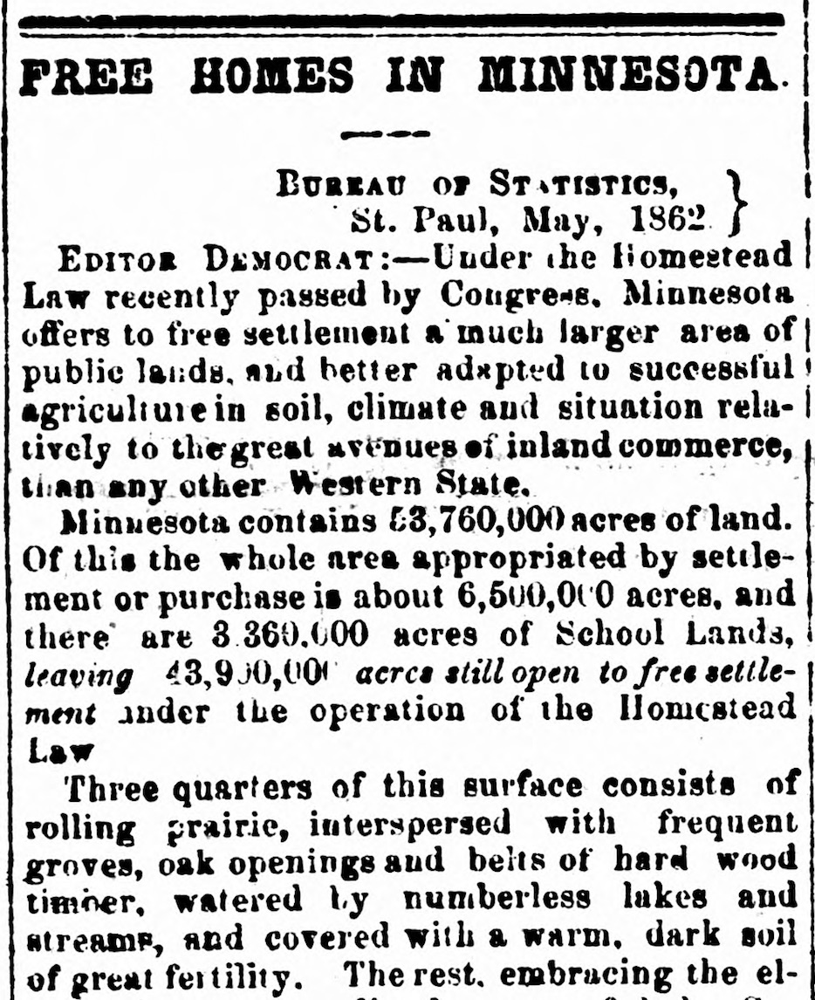 FREE HOMES IN MINNESOTA.
BUREAU OF STATISTICS,
St. Paul, May, 1862.
EDITOR DEMOCRAT:—Under the Homestead
Law recently passed by Congress, Minnesota
offers to free settlement a much larger area of
public lands, and better adapted to successful
agriculture in soil, climate and situation rela-
tively to the great avenues of inland commerce,
than any other Western State.
Minnesota contains 53,760,000 acres of land.
Of this the whole area appropriated by settle-
ment or purchase is about 6,500,000 acres, and
there are 3,360,000 acres of School Lands,
leaving 43,900,000 acres still open to free settle-
ment under the operation of the Homestead
Law
Three quarters of this surface consists of
rolling prairie, interspersed with frequent
groves, oak openings and belts of hard wood
timber, watered by numberless lakes and
streams, and covered with a warm, dark soil
of great fertility. The rest, embracing the el-